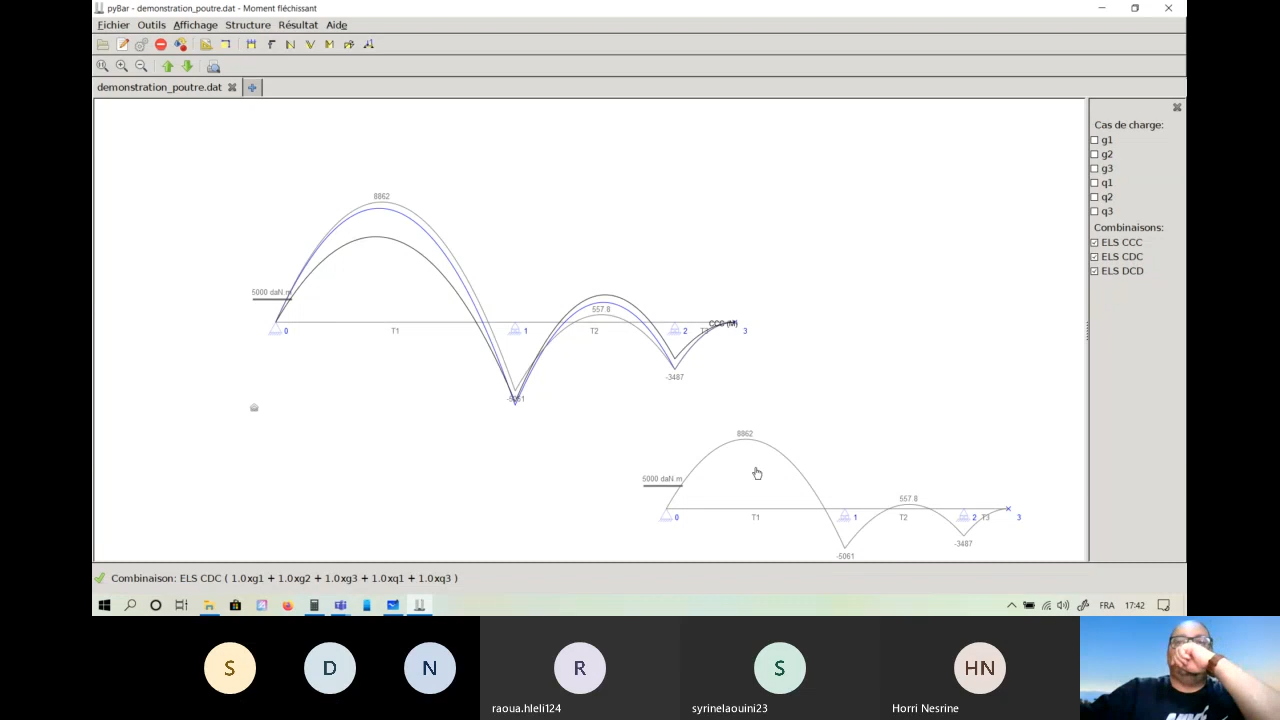 pyBar - demonstration_poutre.dat - Moment fléchissant
Fichier Outils Affichage Structure Résultat Aide
demonstration_poutre.dat
Cas de charge:
g1
g2
g3
q1
q2
q3
Combinaisons:
ELS CCC
ELS CDC
ELS DCD
8862
5000 daN m
557.8
CCC (M)
0
T1
1
T2
2
3
-3487
8862
5000 daN m
557.8
0
T1
1
T2
2
T3
3
-3487
-5061
Combinaison: ELS CDC ( 1.0xg1 + 1.0xg2 + 1.0xg3 + 1.0xq1 + 1.0xq3 )
FRA 17:42
S
D
N
R
S
HN
raoua.hleli124
syrinelaouini23
Horri Nesrine